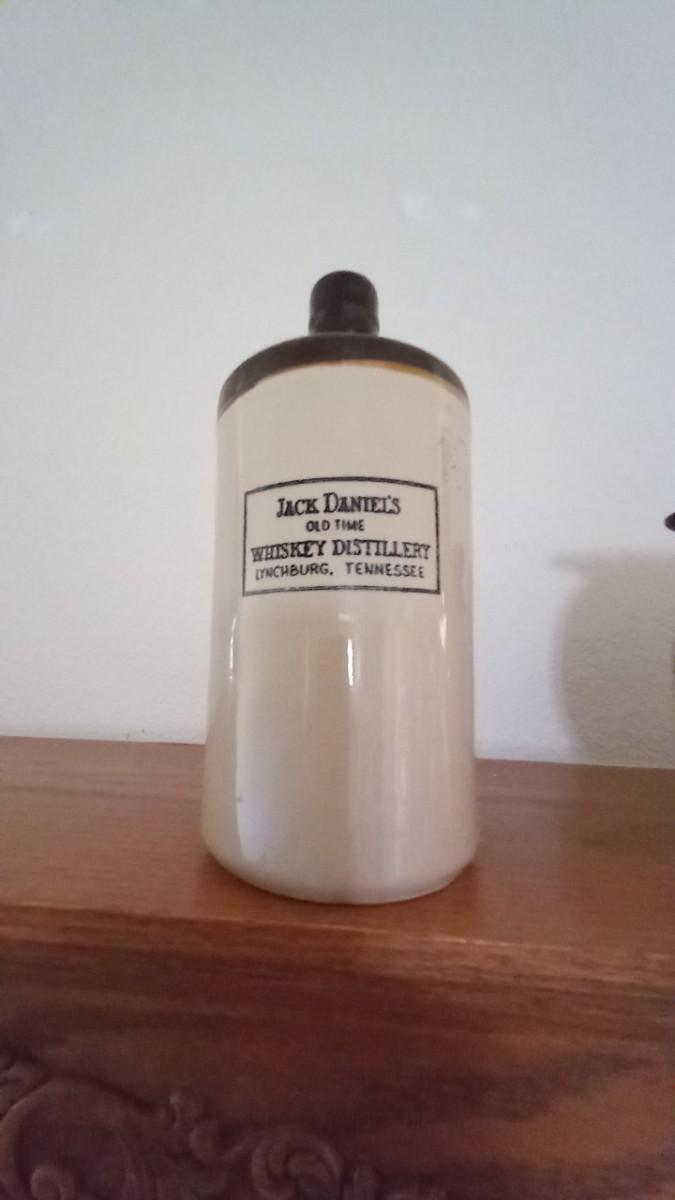 JACK DANIEL'S
OLD TIME
WHISKEY DISTILLERY
LYNCHBURG, TENNESSEE